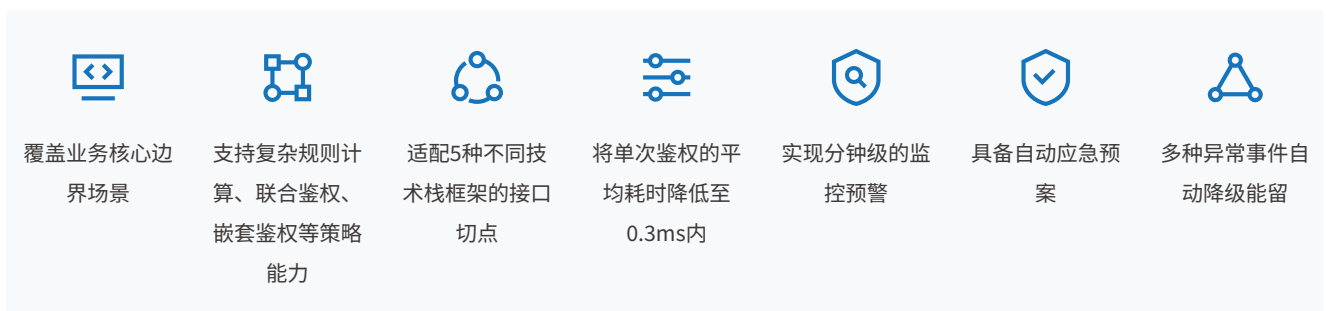 覆盖业务核心边
界场景
支持复杂规则计
算、联合鉴权、
嵌套鉴权等策略
能力
适配5种不同技
术栈框架的接口
切点
将单次鉴权的平
均耗时降低至
0.3ms内
实现分钟级的监
控预警
具备自动应急预
案
多种异常事件自
动降级能留